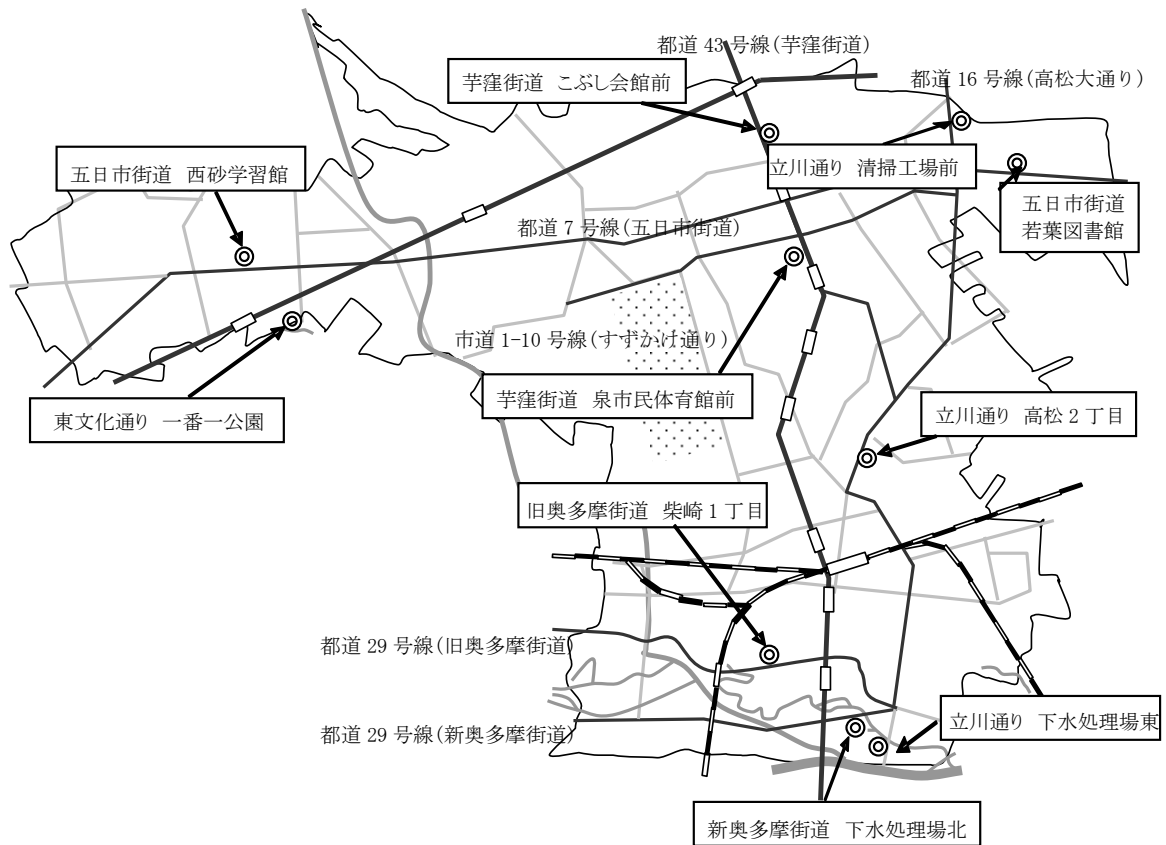 都道 43 号線(芋窪街道)
芋窪街道 こぶし会館前
都道 16 号線(高松大通り)
立川通り 清掃工場前
五日市街道 西砂学習館
五日市街道
若葉図書館
都道 7 号線(五日市街道)
市道 1-10 号線(すずかけ通り)
芋窪街道 泉市民体育館前
東文化通り 一番一公園
立川通り 高松 2 丁目
旧奥多摩街道 柴崎 1 丁目
都道 29 号線(旧奥多摩街道)
都道 29 号線(新奥多摩街道)
立川通り 下水処理場東
新奥多摩街道 下水処理場北